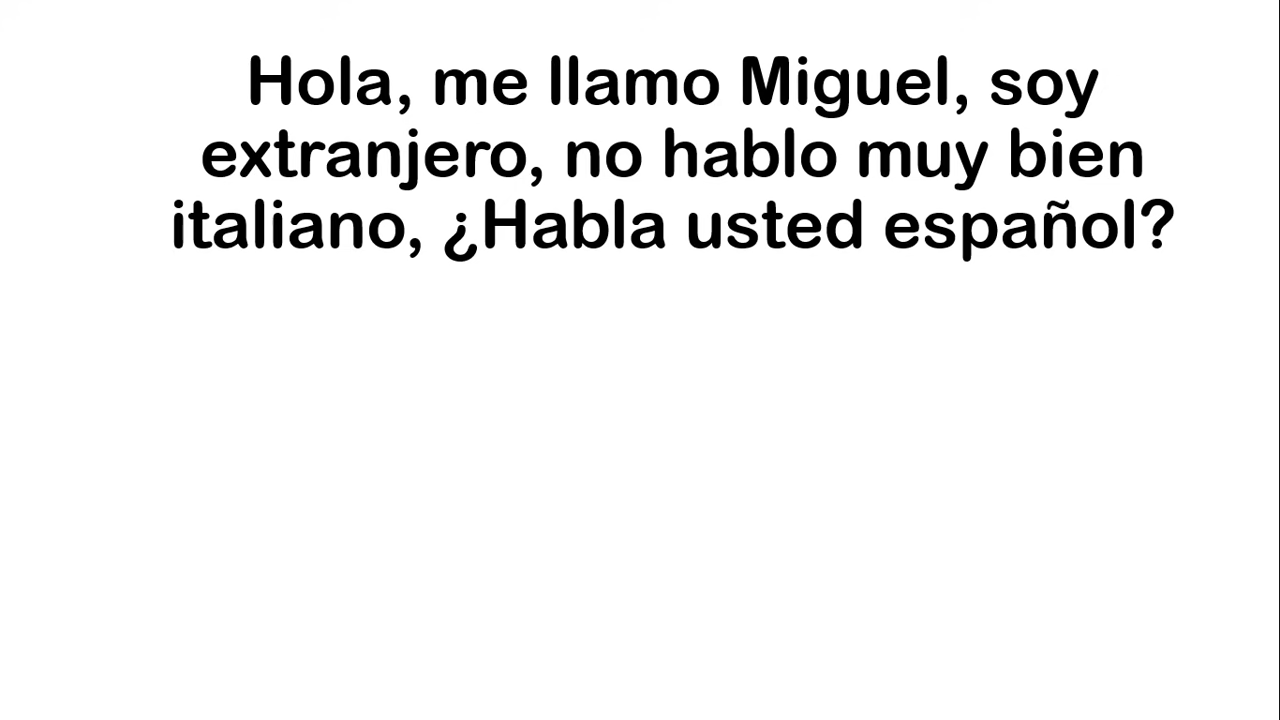 Hola, me llamo Miguel, soy
extranjero, no hablo muy bien
italiano, ¿Habla usted español?